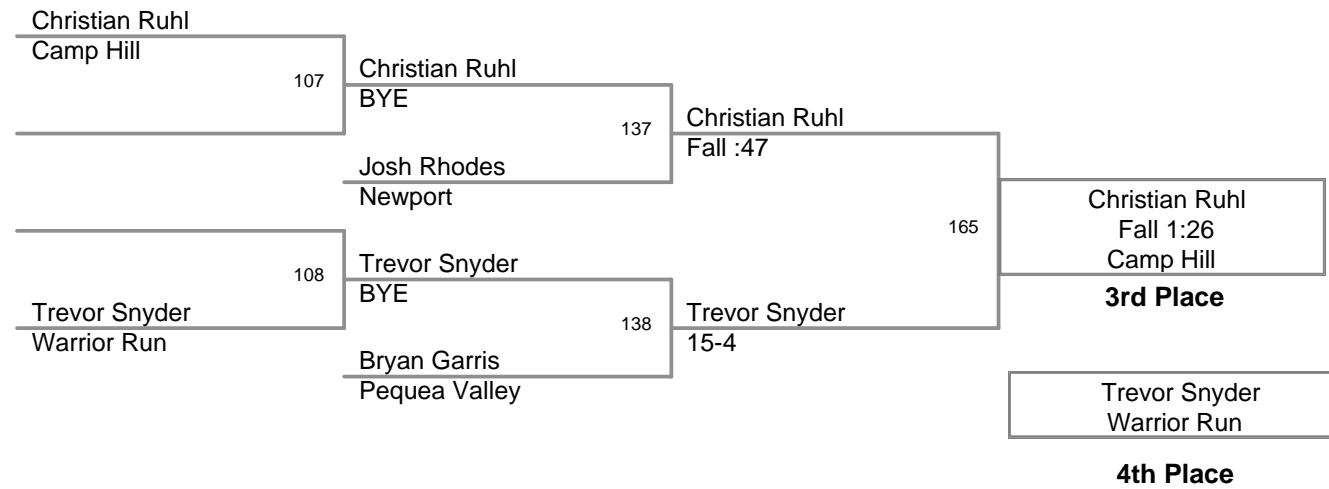 Christian Ruhl
Camp Hill
107
Christian Ruhl
BYE
137
Christian Ruhl
Fall :47
Josh Rhodes
Newport
165
Christian Ruhl
Fall 1:26
Camp Hill
3rd Place
108
Trevor Snyder
BYE
Trevor Snyder
Warrior Run
138
Trevor Snyder
15-4
Bryan Garris
Pequea Valley
Trevor Snyder
Warrior Run
4th Place